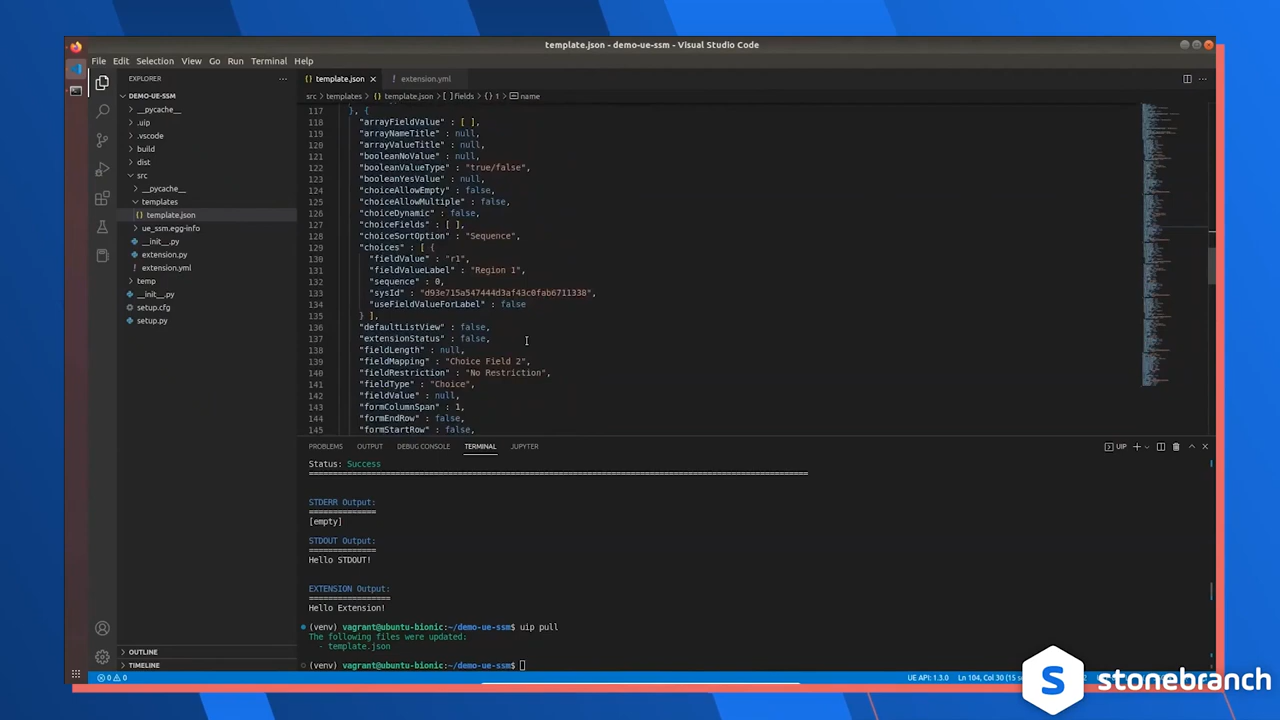 template.json - demo-ue-ssm - Visual Studio Code
File Edit Selection View Go Run Terminal Help
EXPLORER ···
template.json ×
extension.yml
DEMO-UE-SSM
src > templates > template.json > [ ] fields > { } 1 > name
__pycache__
.uip
.vscode
build
dist
src
__pycache__
templates
template.json
ue_ssm.egg-info
__init__.py
extension.py
extension.yml
temp
__init__.py
setup.cfg
setup.py
117 }, {
118 "arrayFieldValue" : [ ],
119 "arrayNameTitle" : null,
120 "arrayValueTitle" : null,
121 "booleanNoValue" : null,
122 "booleanValueType" : "true/false",
123 "booleanYesValue" : null,
124 "choiceAllowEmpty" : false,
125 "choiceAllowMultiple" : false,
126 "choiceDynamic" : false,
127 "choiceFields" : [ ],
128 "choiceSortOption" : "Sequence",
129 "choices" : [ {
130 "fieldValue" : "r1",
131 "fieldValueLabel" : "Region 1",
132 "sequence" : 0,
133 "sysId" : "d93e715a547444d3af43c0fab6711338",
134 "useFieldValueForLabel" : false
135 } ],
136 "defaultListView" : false,
137 "extensionStatus" : false,
138 "fieldLength" : null,
139 "fieldMapping" : "Choice Field 2",
140 "fieldRestriction" : "No Restriction",
141 "fieldType" : "Choice",
142 "fieldValue" : null,
143 "formColumnSpan" : 1,
144 "formEndRow" : false,
145 "formStartRow" : false,
PROBLEMS OUTPUT DEBUG CONSOLE TERMINAL JUPYTER
UIP
Status: Success
STDERR Output:
==============
[empty]
STDOUT Output:
==============
Hello STDOUT!
EXTENSION Output:
=================
Hello Extension!
(venv) vagrant@ubuntu-bionic:~/demo-ue-ssm$ uip pull
The following files were updated:
- template.json
(venv) vagrant@ubuntu-bionic:~/demo-ue-ssm$
OUTLINE
TIMELINE
0 0
UE API: 1.3.0 Ln 104, Col 30
S stonebranch